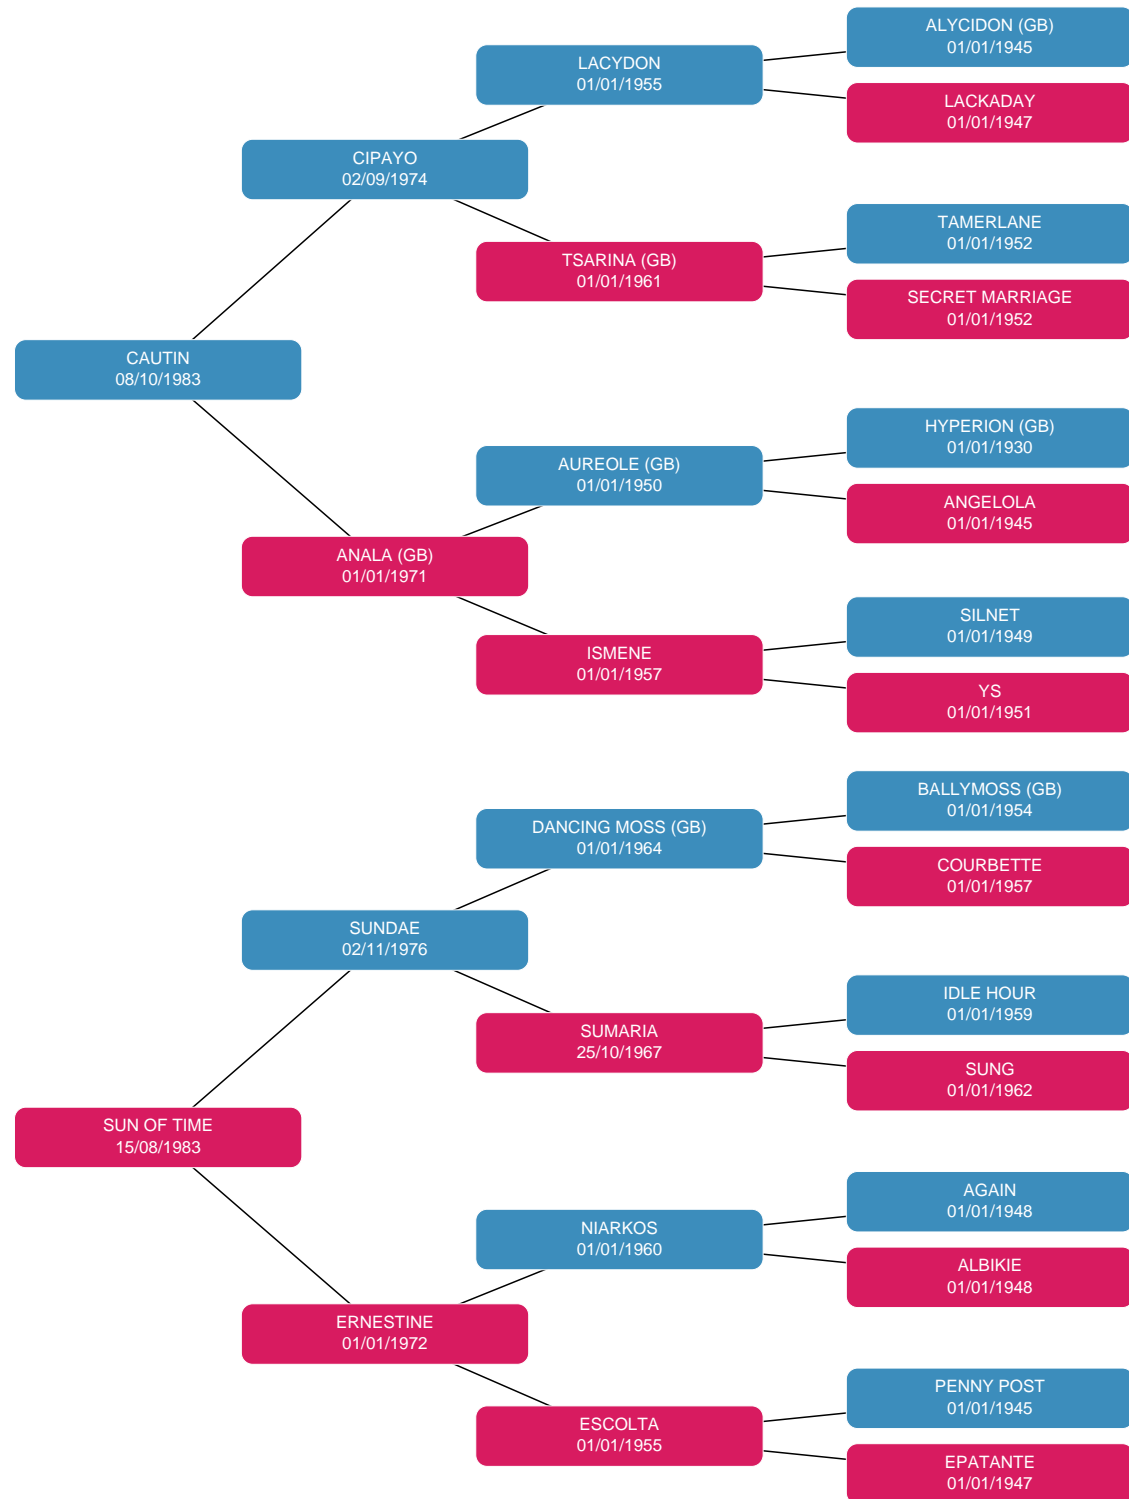 ALYCIDON (GB)
01/01/1945
LACYDON
01/01/1955
LACKADAY
01/01/1947
CIPAYO
02/09/1974
TAMERLANE
01/01/1952
TSARINA (GB)
01/01/1961
SECRET MARRIAGE
01/01/1952
CAUTIN
08/10/1983
HYPERION (GB)
01/01/1930
AUREOLE (GB)
01/01/1950
ANGELOLA
01/01/1945
ANALA (GB)
01/01/1971
SILNET
01/01/1949
ISMENE
01/01/1957
YS
01/01/1951
BALLYMOSS (GB)
01/01/1954
DANCING MOSS (GB)
01/01/1964
COURBETTE
01/01/1957
SUNDAE
02/11/1976
IDLE HOUR
01/01/1959
SUMARIA
25/10/1967
SUNG
01/01/1962
SUN OF TIME
15/08/1983
AGAIN
01/01/1948
NIARKOS
01/01/1960
ALBIKIE
01/01/1948
ERNESTINE
01/01/1972
PENNY POST
01/01/1945
ESCOLTA
01/01/1955
EPATANTE
01/01/1947